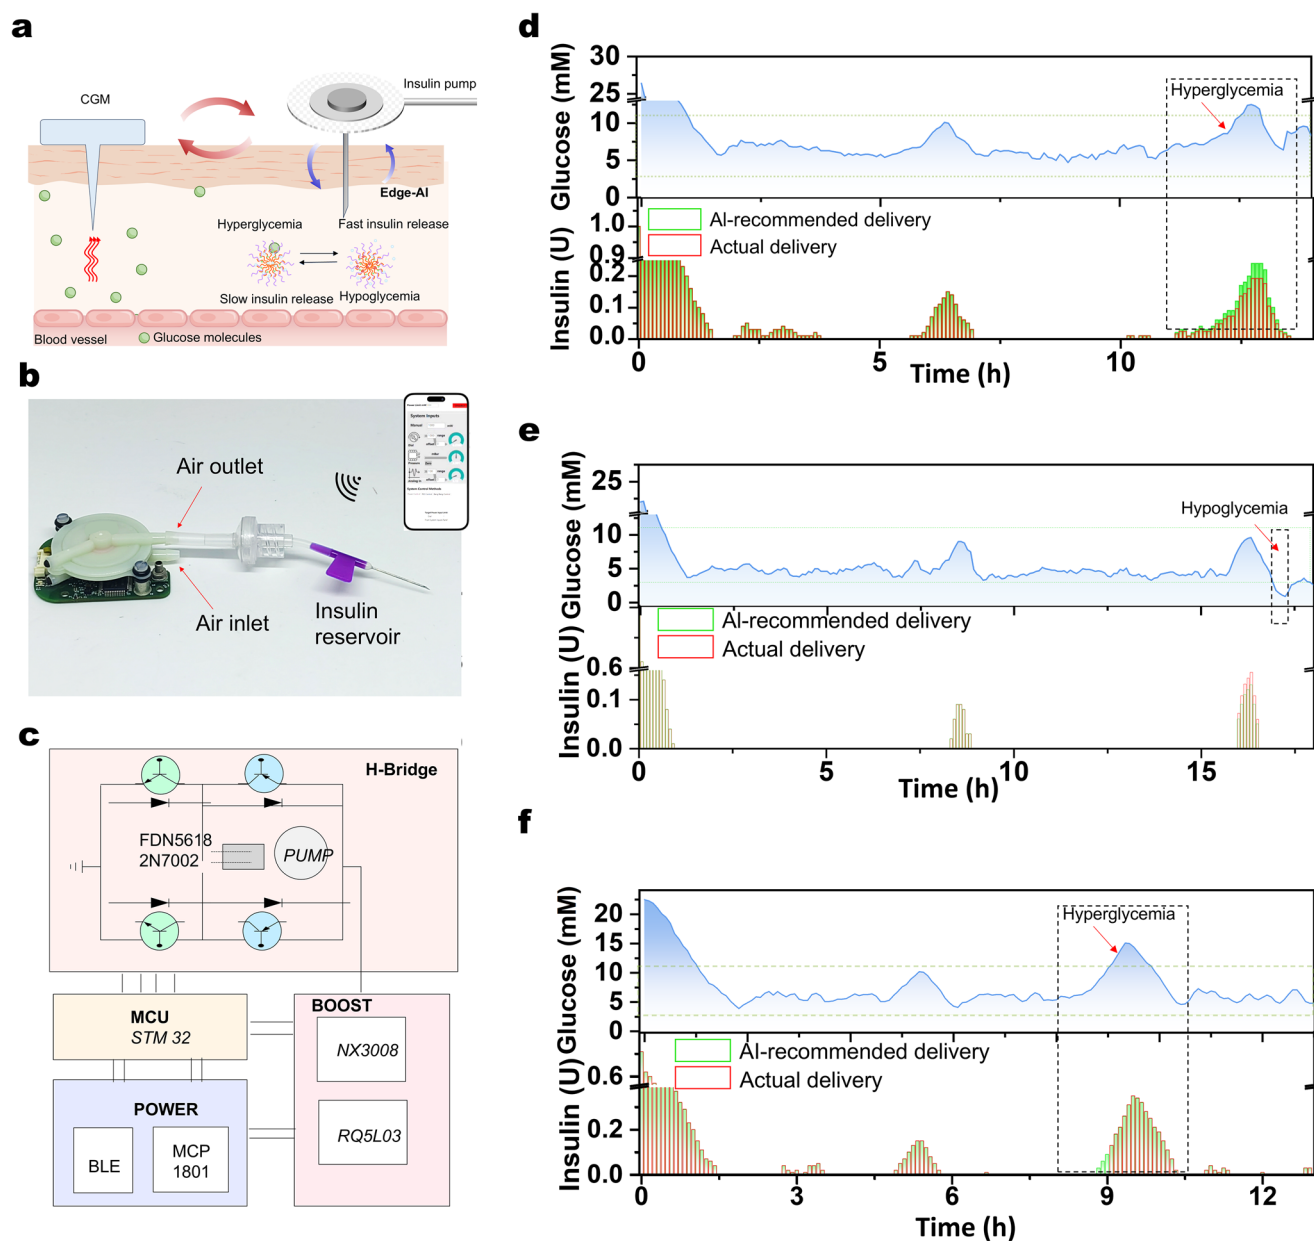 a
CGM
Insulin pump
Edge-AI
Hyperglycemia
Fast insulin release
Slow insulin release
Hypoglycemia
Blood vessel
Glucose molecules
b
Air outlet
Air inlet
Insulin
reservoir
System Inputs
Manual
c
H-Bridge
FDN5618
2N7002
PUMP
MCU
STM 32
BOOST
NX3008
RQ5L03
POWER
BLE
MCP
1801
d
Glucose (mM)
30
25
10
5
0
Hyperglycemia
Insulin (U)
1.0
0.9
0.2
0.1
0.0
AI-recommended delivery
Actual delivery
0
5
10
Time (h)
e
Glucose (mM)
25
10
5
0
Hypoglycemia
Insulin (U)
0.6
0.1
0.0
AI-recommended delivery
Actual delivery
0
5
10
15
Time (h)
f
Glucose (mM)
20
15
10
5
0
Hyperglycemia
Insulin (U)
0.6
0.2
0.0
AI-recommended delivery
Actual delivery
0
3
6
9
12
Time (h)